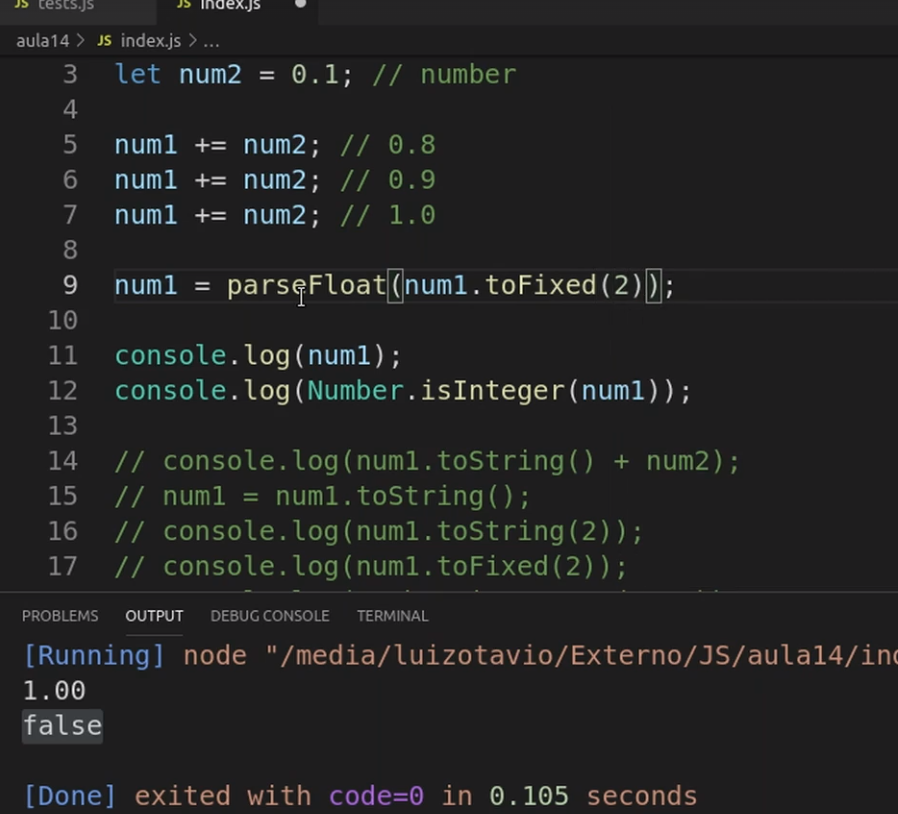 JS tests.js JS index.js
aula14 > JS index.js > ...
3 let num2 = 0.1; // number
4
5 num1 += num2; // 0.8
6 num1 += num2; // 0.9
7 num1 += num2; // 1.0
8
9 num1 = parseFloat(num1.toFixed(2));
10
11 console.log(num1);
12 console.log(Number.isInteger(num1));
13
14 // console.log(num1.toString() + num2);
15 // num1 = num1.toString();
16 // console.log(num1.toString(2));
17 // console.log(num1.toFixed(2));
PROBLEMS OUTPUT DEBUG CONSOLE TERMINAL
[Running] node "/media/luizotavio/Externo/JS/aula14/ind
1.00
false
[Done] exited with code=0 in 0.105 seconds